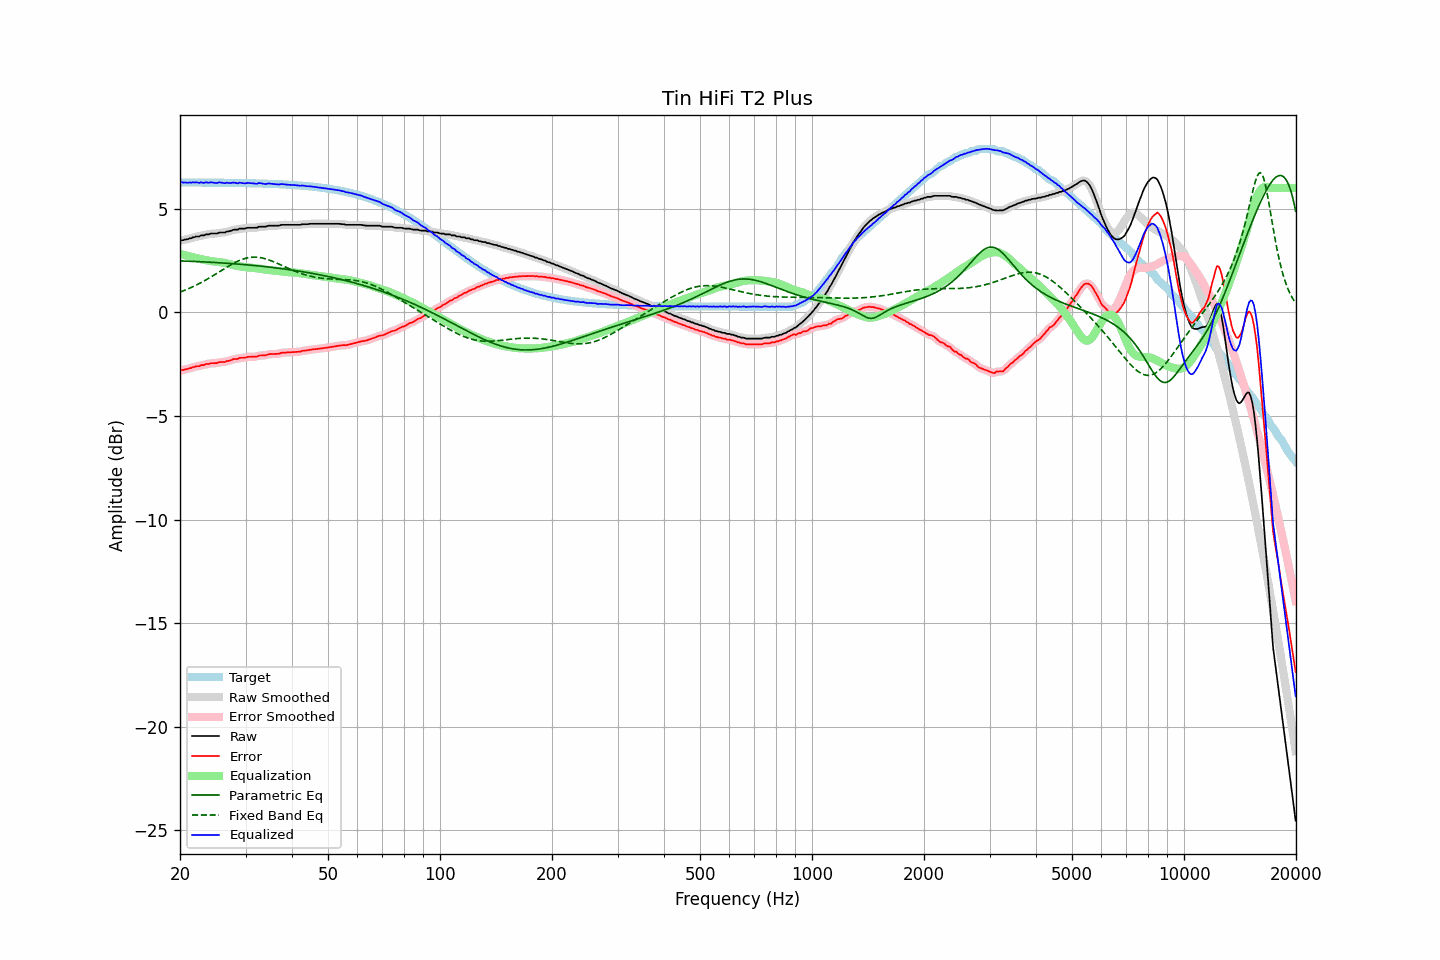 Tin HiFi T2 Plus
Amplitude (dBr)
5
0
−5
−10
−15
−20
−25
Target
Raw Smoothed
Error Smoothed
Raw
Error
Equalization
Parametric Eq
Fixed Band Eq
Equalized
20 50 100 200 500 1000 2000 5000 10000 20000
Frequency (Hz)